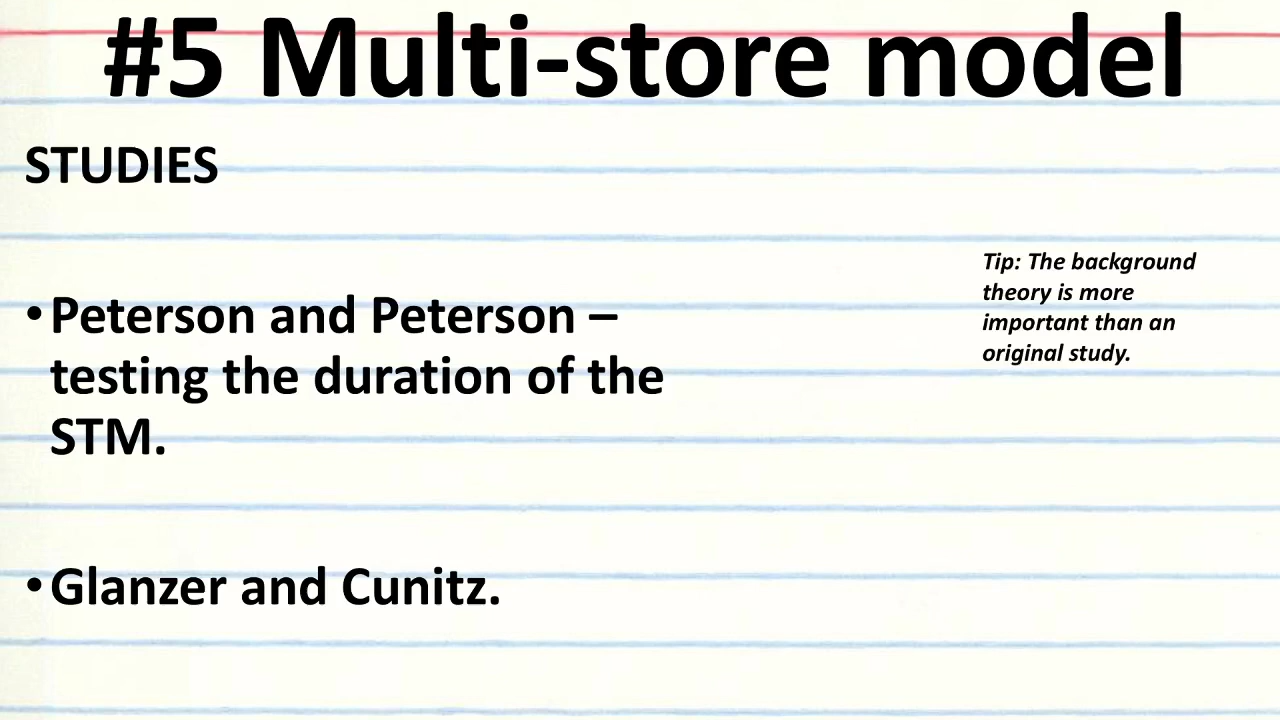 #5 Multi-store model
STUDIES
•Peterson and Peterson –
testing the duration of the
STM.
•Glanzer and Cunitz.
Tip: The background
theory is more
important than an
original study.